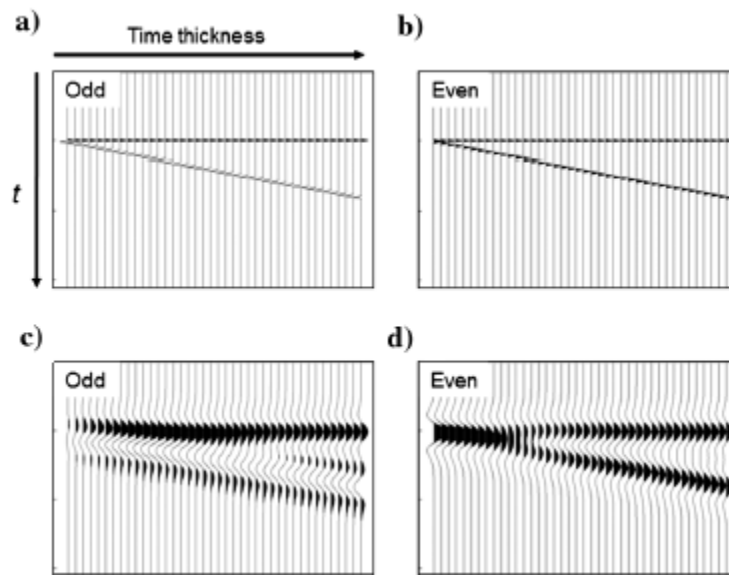 a)
Time thickness
b)
Odd
Even
t
c)
d)
Odd
Even